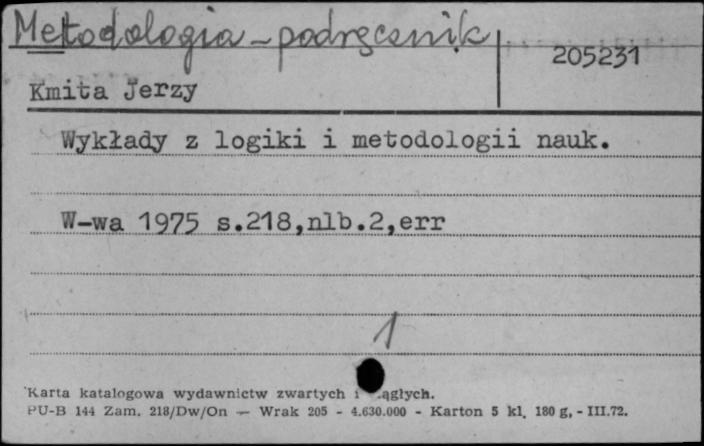 Metodologia - podręcznik
205231
Kmita Jerzy
Wykłady z logiki i metodologii nauk.
W-wa 1975 s.218,nlb.2,err
1
Karta katalogowa wydawnictw zwartych i ągłych.
PU-B 144 Zam. 218/Dw/On — Wrak 205 - 4.630.000 - Karton 5 kl. 180 g, - III.72.